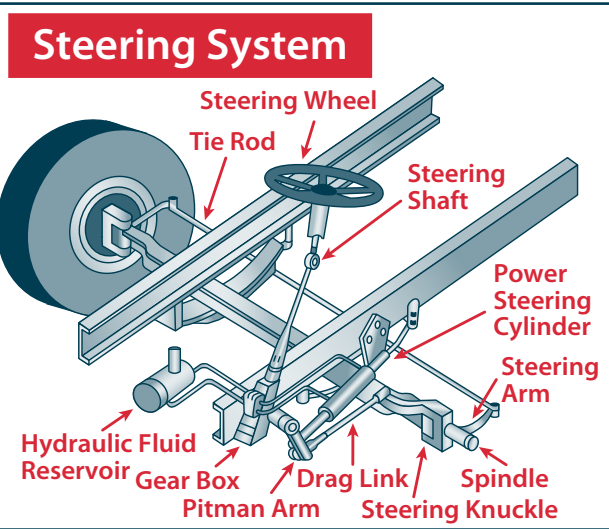 Steering System
Steering Wheel
Tie Rod
Steering
Shaft
Power
Steering
Cylinder
Steering
Arm
Hydraulic Fluid
Reservoir
Gear Box
Pitman Arm
Drag Link
Steering Knuckle
Spindle